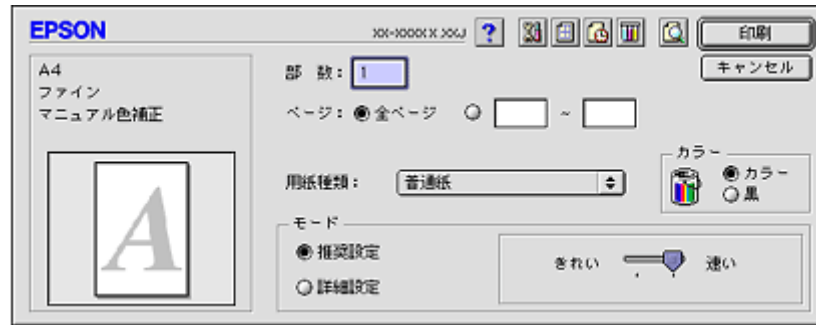 EPSON
XX-XXXX X.XXJ
?
印刷
キャンセル
A4
ファイン
マニュアル色補正
A
部 数: 1
ページ: 全ページ ~
用紙種類: 普通紙
カラー
カラー
黒
モード
推奨設定
詳細設定
きれい 速い